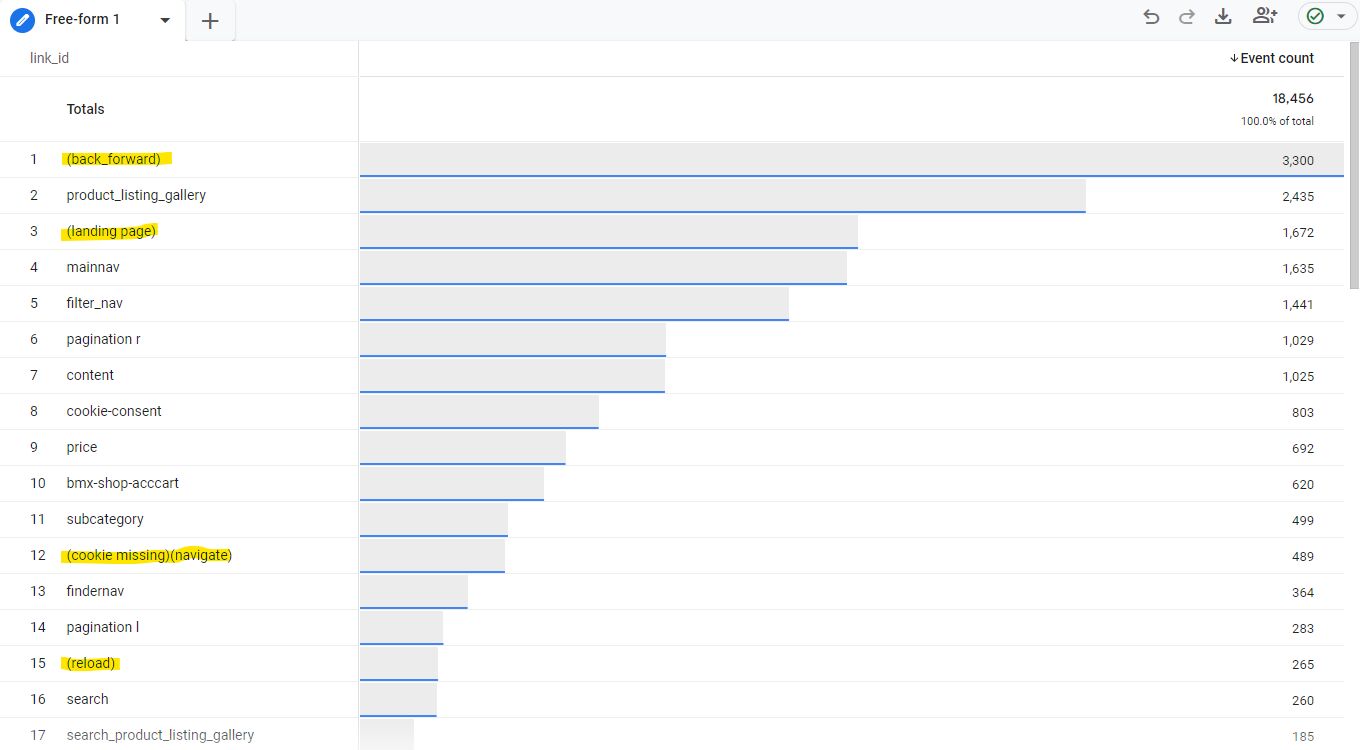 Free-form 1
link_id
Event count
Totals
18,456
100.0% of total
1 (back_forward) 3,300
2 product_listing_gallery 2,435
3 (landing page) 1,672
4 mainnav 1,635
5 filter_nav 1,441
6 pagination r 1,029
7 content 1,025
8 cookie-consent 803
9 price 692
10 bmx-shop-acccart 620
11 subcategory 499
12 (cookie missing)(navigate) 489
13 findernav 364
14 pagination l 283
15 (reload) 265
16 search 260
17 search_product_listing_gallery 185